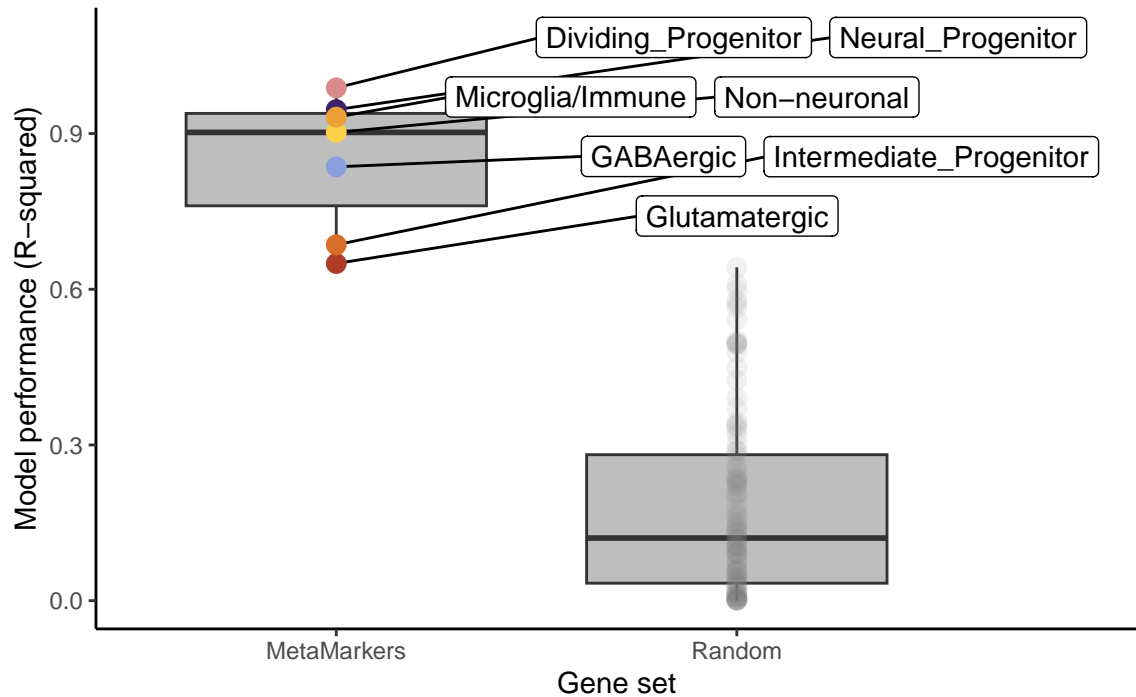 Dividing_Progenitor
Neural_Progenitor
Microglia/Immune
Non−neuronal
GABAergic
Intermediate_Progenitor
Glutamatergic
Model performance (R−squared)
0.9
0.6
0.3
0.0
MetaMarkers
Random
Gene set